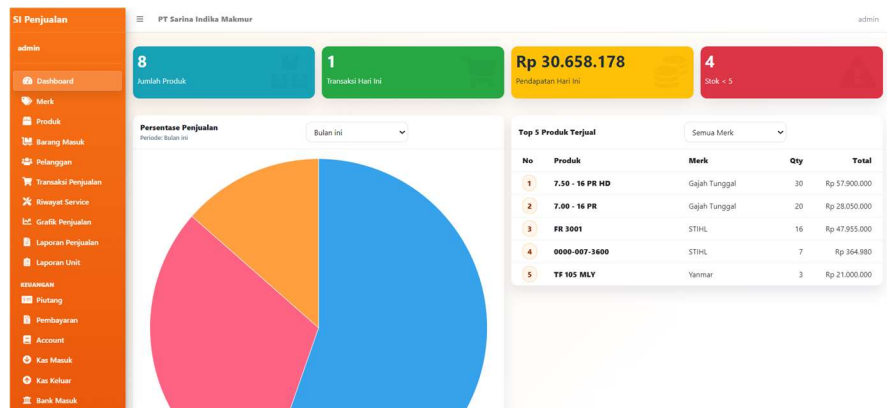 SI Penjualan
PT Sarina Indika Makmur
admin
admin
Dashboard
Merk
Produk
Barang Masuk
Pelanggan
Transaksi Penjualan
Riwayat Service
Grafik Penjualan
Laporan Penjualan
Laporan Unit
KEUANGAN
Piutang
Pembayaran
Account
Kas Masuk
Kas Keluar
Bank Masuk
8
Jumlah Produk
1
Transaksi Hari Ini
Rp 30.658.178
Pendapatan Hari Ini
4
Stok < 5
Persentase Penjualan
Periode: Bulan ini
Bulan ini
Top 5 Produk Terjual
Semua Merk
No Produk Merk Qty Total
1 7.50 - 16 PR HD Gajah Tunggal 30 Rp 57.900.000
2 7.00 - 16 PR Gajah Tunggal 20 Rp 28.050.000
3 FR 3001 STIHL 16 Rp 47.955.000
4 0000-007-3600 STIHL 7 Rp 364.980
5 TF 105 MLY Yanmar 3 Rp 21.000.000